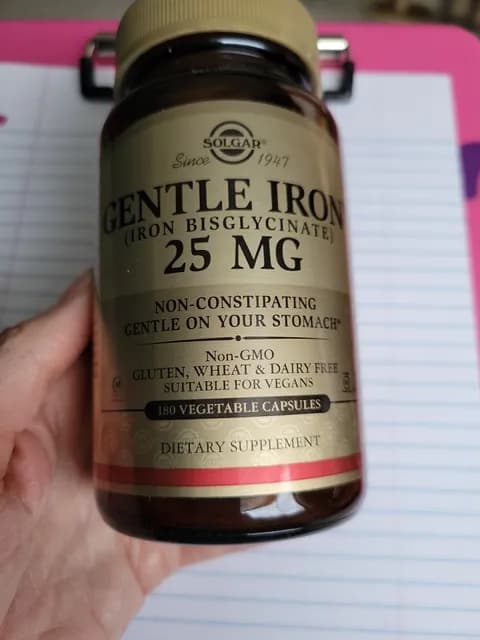 SOLGAR®
Since 1947
GENTLE IRON
(IRON BISGLYCINATE)
25 MG
NON-CONSTIPATING
GENTLE ON YOUR STOMACH*
Non-GMO
GLUTEN, WHEAT & DAIRY FREE
SUITABLE FOR VEGANS
180 VEGETABLE CAPSULES
DIETARY SUPPLEMENT